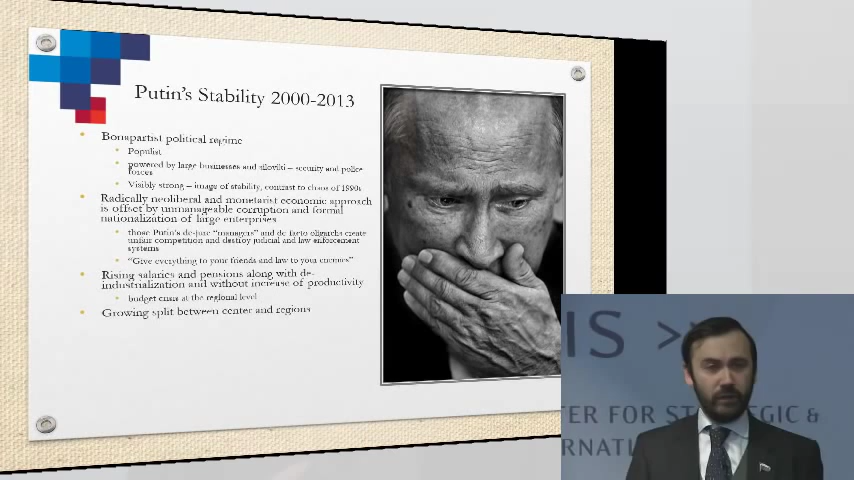 Putin's Stability 2000-2013
Bonapartist political regime
Populist
powered by large businesses and siloviki – security and police
forces
Visibly strong – image of stability, contrast to chaos of 1990s
Radically neoliberal and monetarist economic approach
is offset by unmanageable corruption and formal
nationalization of large enterprises
those Putin's de-jure "managers" and de facto oligarchs create
unfair competition and destroy judicial and law enforcement
systems
"Give everything to your friends and law to your enemies"
Rising salaries and pensions along with de-
industrialization and without increase of productivity
budget crisis at the regional level
Growing split between center and regions
IS >
TER FOR ST EGIC &
RNATI